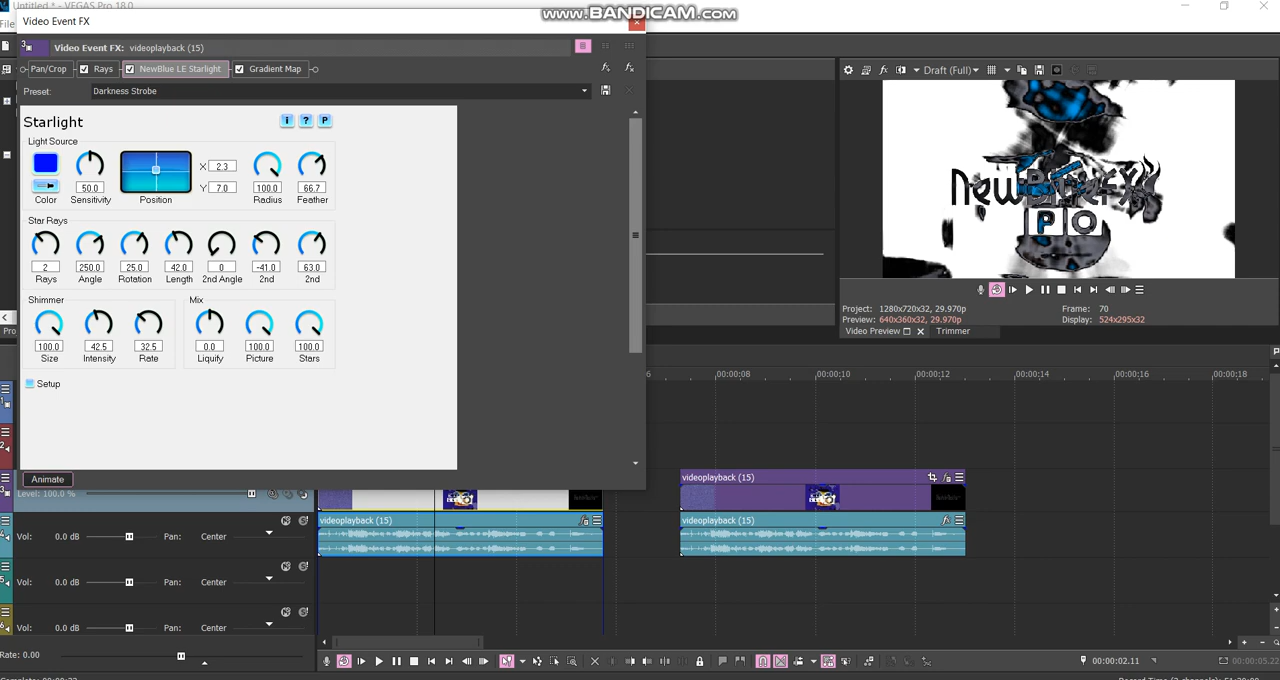 Untitled * - VEGAS Pro 18.0
www.BANDICAM.com
Video Event FX
File
Video Event FX: videoplayback (15)
Pan/Crop
Rays
NewBlue LE Starlight
Gradient Map
Draft (Full)
Preset:
Darkness Strobe
Starlight
i
?
P
Light Source
X 2.3
Y 7.0
50.0
100.0
66.7
Color
Sensitivity
Position
Radius
Feather
Star Rays
2
250.0
25.0
42.0
0
-41.0
63.0
Rays
Angle
Rotation
Length
2nd Angle
2nd
2nd
Shimmer
Mix
100.0
42.5
32.5
0.0
100.0
100.0
Size
Intensity
Rate
Liquify
Picture
Stars
Setup
Animate
Project: 1280x720x32, 29.970p
Frame: 70
Preview: 640x360x32, 29.970p
Display: 524x295x32
Video Preview
Trimmer
Pro
00:00:08
00:00:10
00:00:12
00:00:14
00:00:16
00:00:18
videoplayback (15)
Level: 100.0 %
videoplayback (15)
videoplayback (15)
Vol:
0.0 dB
Pan:
Center
Vol:
0.0 dB
Pan:
Center
Vol:
0.0 dB
Pan:
Center
Rate: 0.00
00:00:02.11
00:00:05.22